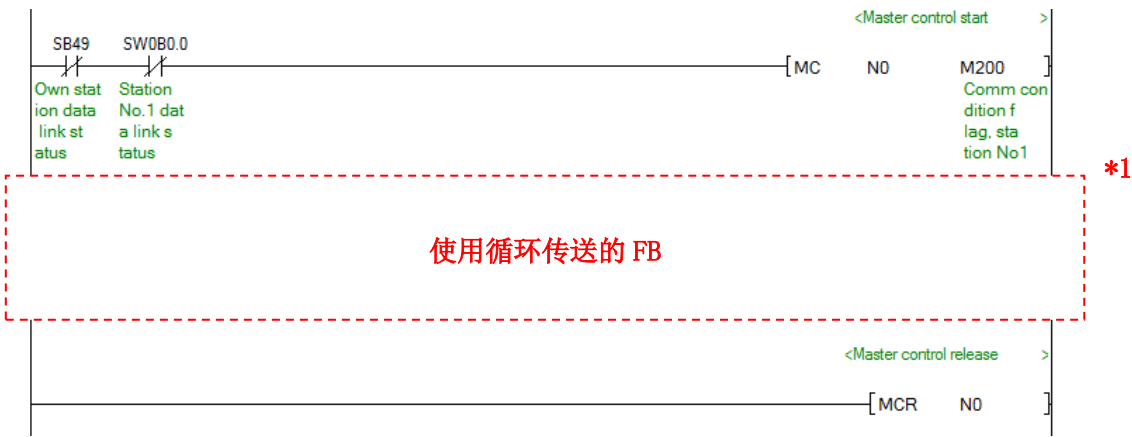 <Master control start >
SB49 SW0B0.0
MC N0 M200
Own stat Station Comm con
ion data No.1 dat dition f
link st a link s lag, sta
atus tatus tion No1
*1
使用循环传送的 FB
<Master control release >
MCR N0